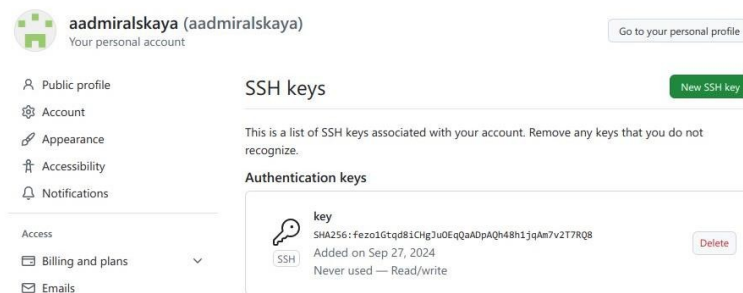 aadmiralskaya (aadmiralskaya)
Your personal account
Go to your personal profile
Public profile
Account
Appearance
Accessibility
Notifications
Access
Billing and plans
Emails
SSH keys
New SSH key
This is a list of SSH keys associated with your account. Remove any keys that you do not
recognize.
Authentication keys
key
SHA256:fezo1Gtqd8iCHgJuOEqQaADpAQh48h1jqAm7v2T7RQ8
SSH
Added on Sep 27, 2024
Never used — Read/write
Delete